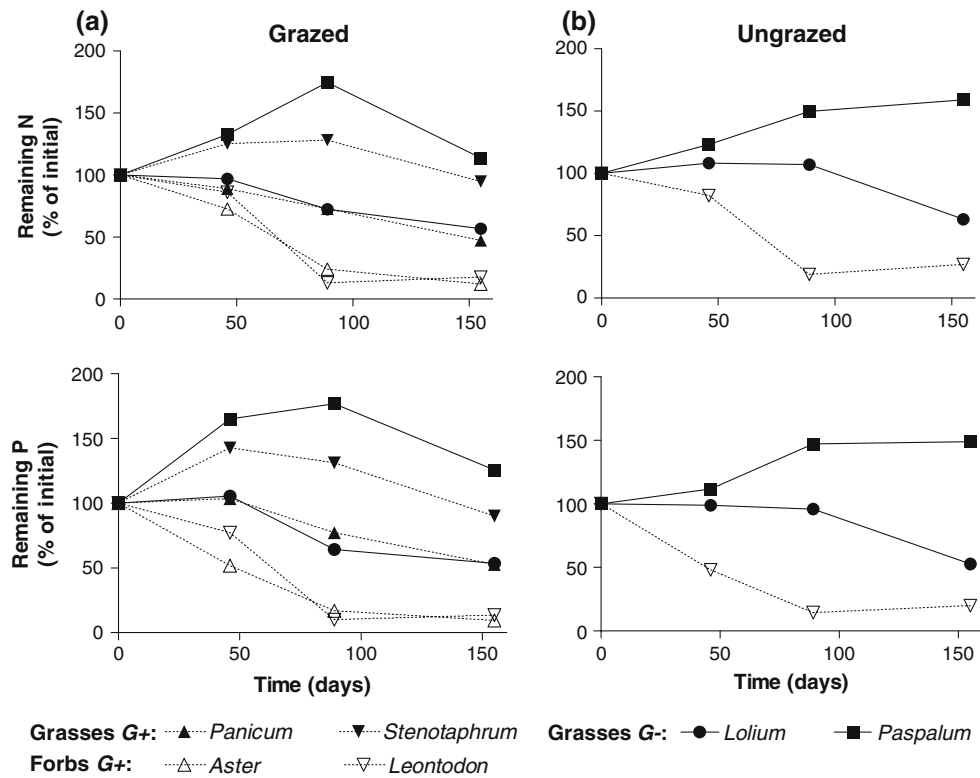 (a) Grazed
(b) Ungrazed
200
150
100
50
0
Remaining N
(% of initial)
0 50 100 150
200
150
100
50
0
0 50 100 150
200
150
100
50
0
Remaining P
(% of initial)
0 50 100 150
Time (days)
200
150
100
50
0
0 50 100 150
Time (days)
Grasses G+: Panicum Stenotaphrum Grasses G-: Lolium Paspalum
Forbs G+: Aster Leontodon